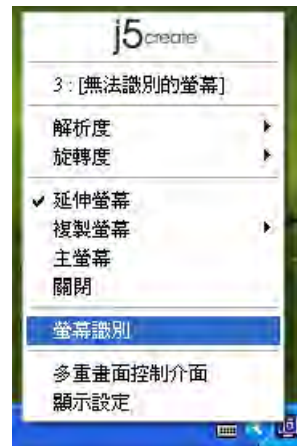 j5create
3 : [無法識別的螢幕]
解析度
旋轉度
延伸螢幕
複製螢幕
主螢幕
關閉
螢幕識別
多重畫面控制介面
顯示設定